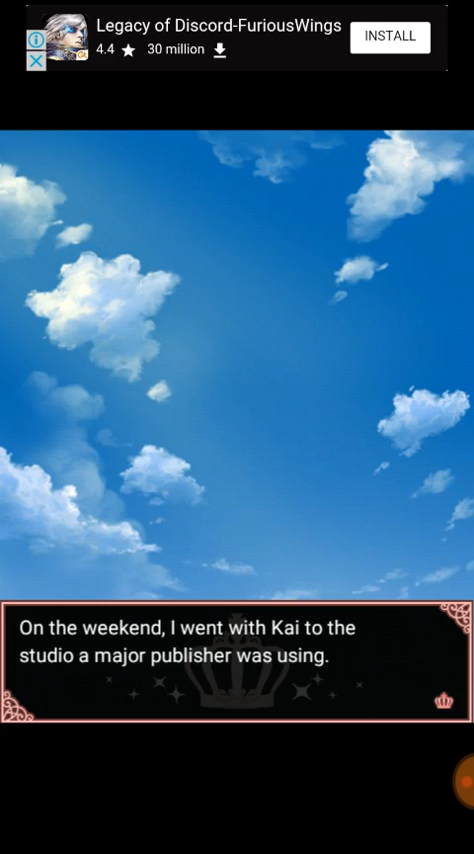 Legacy of Discord-FuriousWings
4.4 ★ 30 million
INSTALL
On the weekend, I went with Kai to the
studio a major publisher was using.